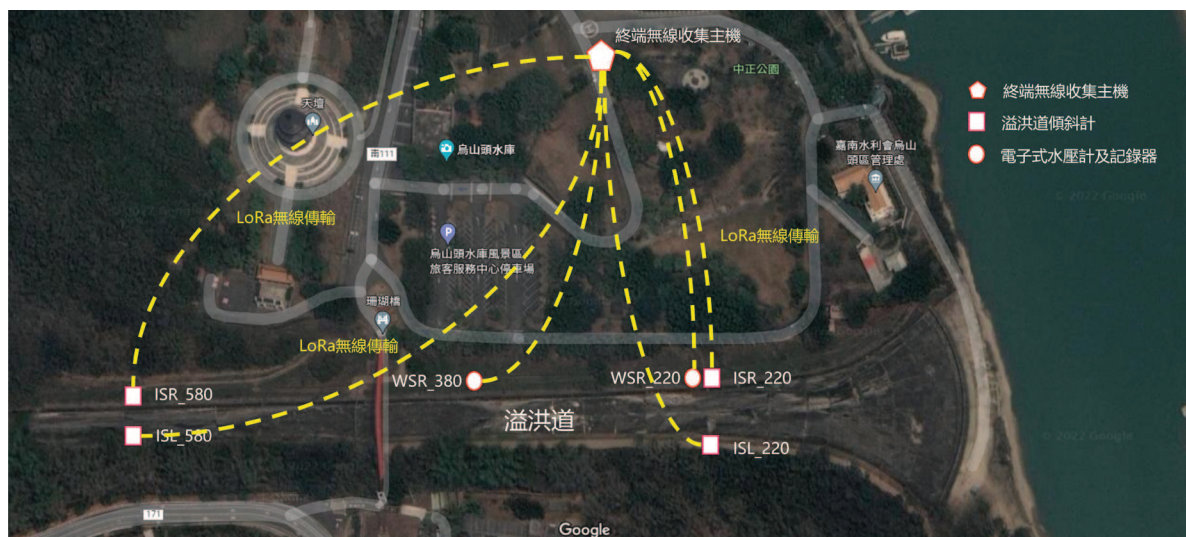 終端無線收集主機
中正公園
天壇
終端無線收集主機
溢洪道傾斜計
電子式水壓計及記錄器
南111
烏山頭水庫
嘉南水利會烏山
頭區管理處
© 2022 Google
LoRa無線傳輸
LoRa無線傳輸
P
烏山頭水庫風景區
旅客服務中心停車場
珊瑚橋
LoRa無線傳輸
ISR_580
WSR_380
WSR_220
ISR_220
溢洪道
ISL_580
ISL_220
© 2022 Google
171
Google